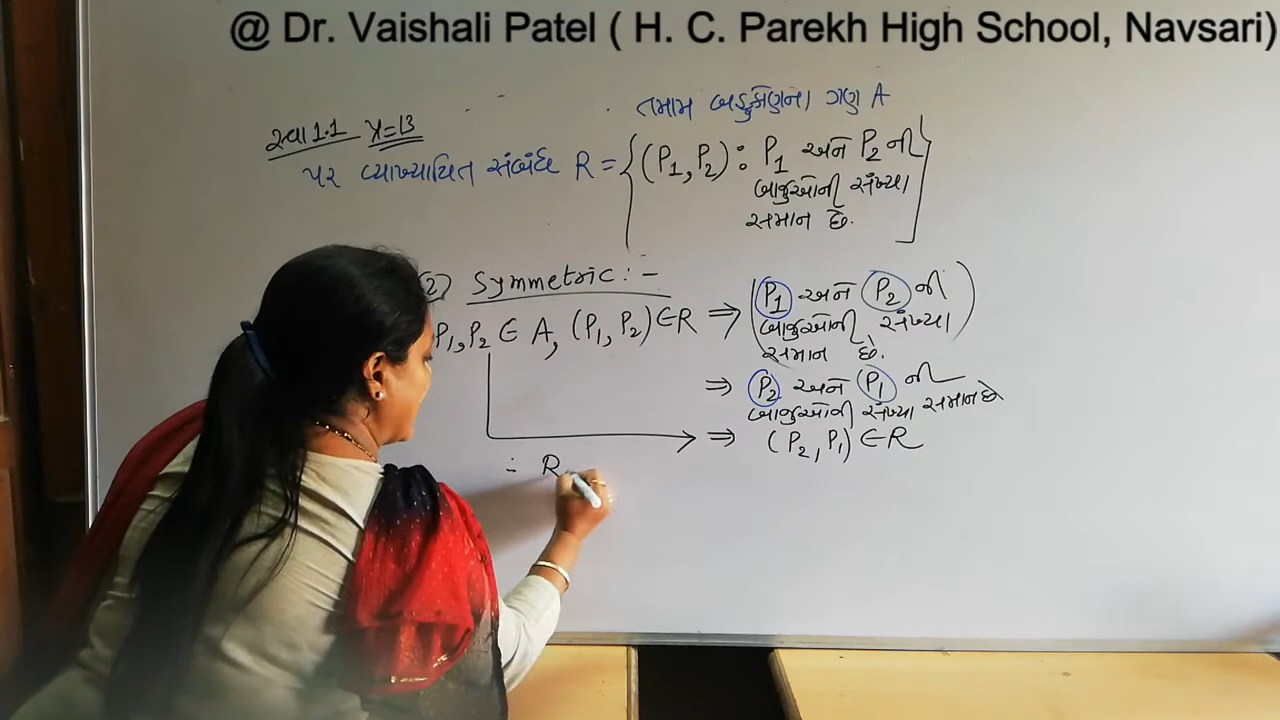 @ Dr. Vaishali Patel ( H. C. Parekh High School, Navsari)
તમામ બહુકોણના ગણ A
સ્વા 1.1 x=13
પર વ્યાખ્યાયિત સંબંધ R = { (P1, P2) : P1 અને P2 ની
બાજુઓની સંખ્યા
સમાન છે. }
(2) Symmetric : -
P1, P2 ∈ A, (P1, P2) ∈ R ⇒ (P1 અને P2 ની
બાજુઓની સંખ્યા
સમાન છે. )
⇒ P2 અને P1 ની
બાજુઓની સંખ્યા સમાન છે
⇒ (P2, P1) ∈ R
∴ R